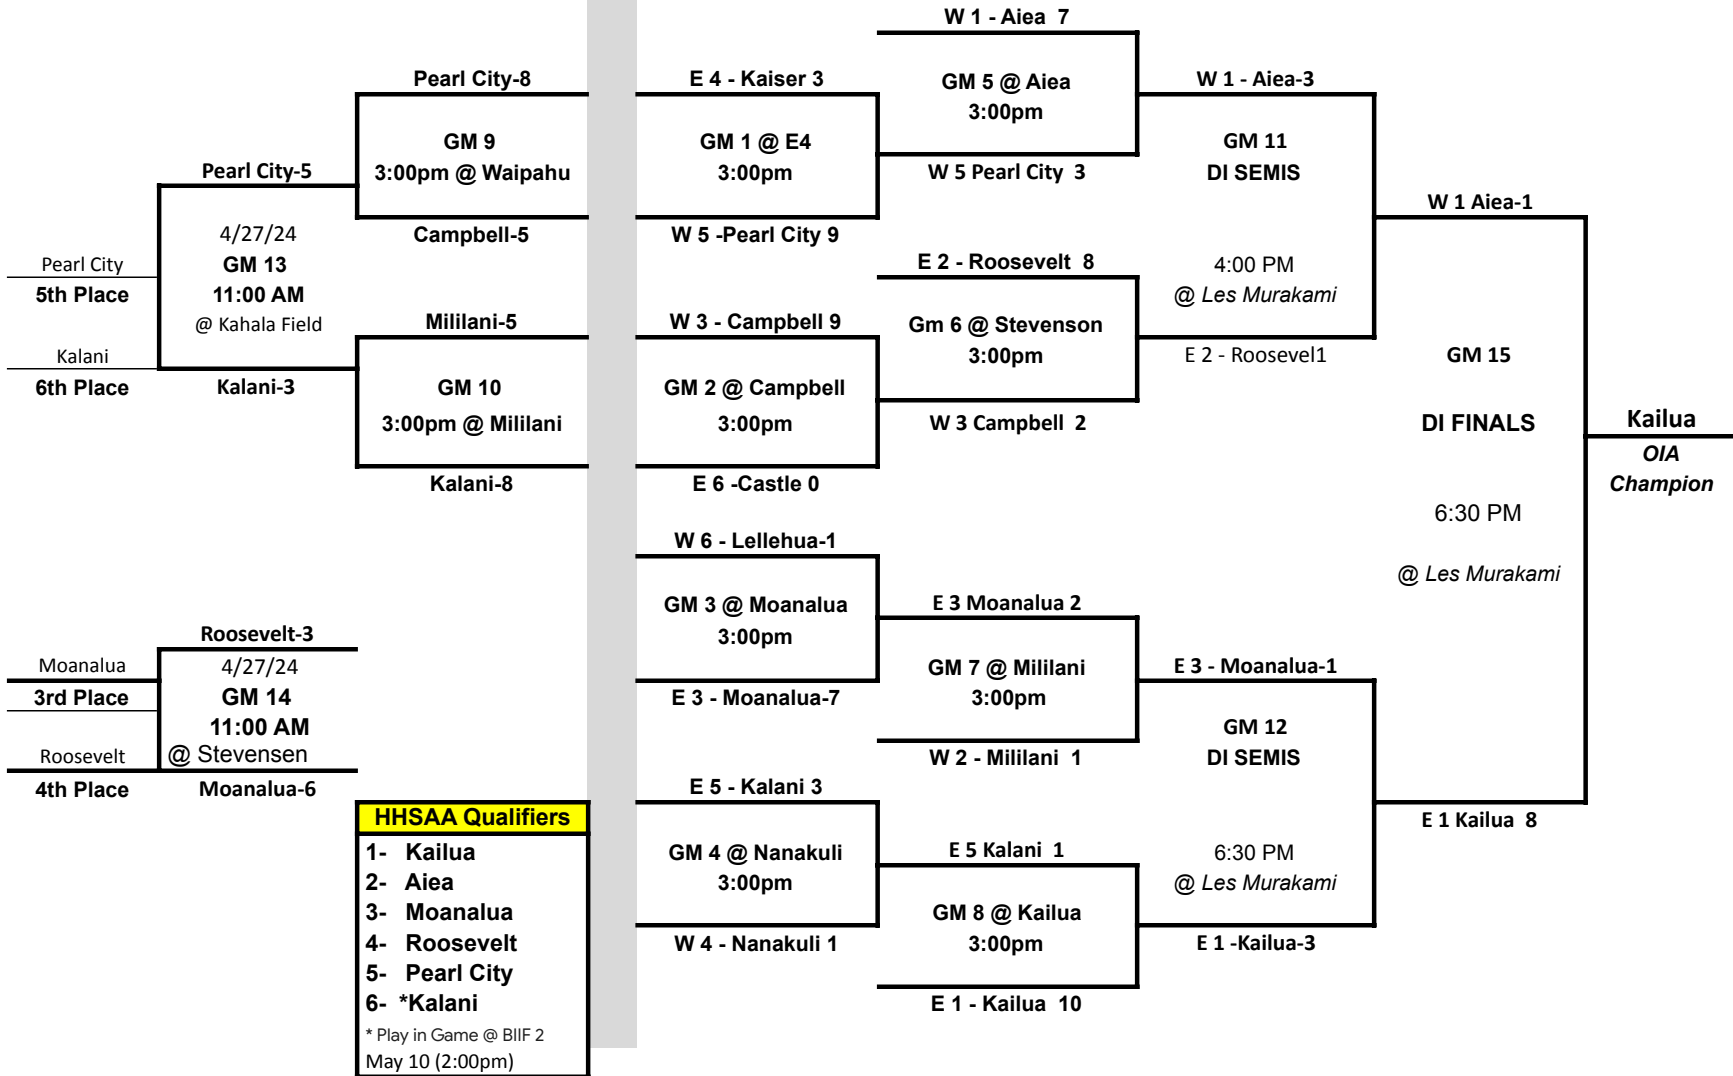 W 1 - Aiea  7
Pearl City-8
E 4 - Kaiser 3
GM 5 @ Aiea
3:00pm
W 1 - Aiea-3
GM 9
3:00pm @ Waipahu
GM 1 @ E4
3:00pm
GM 11
DI SEMIS
Pearl City-5
W 5 Pearl City  3
W 1 Aiea-1
4/27/24
GM 13
11:00 AM
@ Kahala Field
Campbell-5
W 5 -Pearl City 9
Pearl City
5th Place
E 2 - Roosevelt  8
4:00 PM
@ Les Murakami
Mililani-5
W 3 - Campbell 9
Gm 6 @ Stevenson
3:00pm
Kalani
6th Place
Kalani-3
E 2 - Roosevel1
GM 15
DI FINALS
GM 10
3:00pm @ Mililani
GM 2 @ Campbell
3:00pm
W 3 Campbell  2
Kailua
OIA
Champion
Kalani-8
E 6 -Castle 0
6:30 PM
@ Les Murakami
W 6 - Lellehua-1
GM 3 @ Moanalua
3:00pm
E 3 Moanalua 2
Roosevelt-3
Moanalua
3rd Place
4/27/24
GM 14
11:00 AM
@ Stevensen
GM 7 @ Mililani
3:00pm
E 3 - Moanalua-1
E 3 - Moanalua-7
GM 12
DI SEMIS
Roosevelt
4th Place
Moanalua-6
W 2 - Mililani  1
E 5 - Kalani 3
E 1 Kailua  8
HHSAA Qualifiers
1-   Kailua
2-   Aiea
3-   Moanalua
4-   Roosevelt
5-   Pearl City
6-  *Kalani
* Play in Game @ BIIF 2
May 10 (2:00pm)
GM 4 @ Nanakuli
3:00pm
E 5 Kalani  1
6:30 PM
@ Les Murakami
GM 8 @ Kailua
3:00pm
W 4 - Nanakuli 1
E 1 -Kailua-3
E 1 - Kailua  10